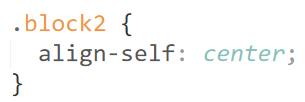 .block2 {
  align-self: center;
}